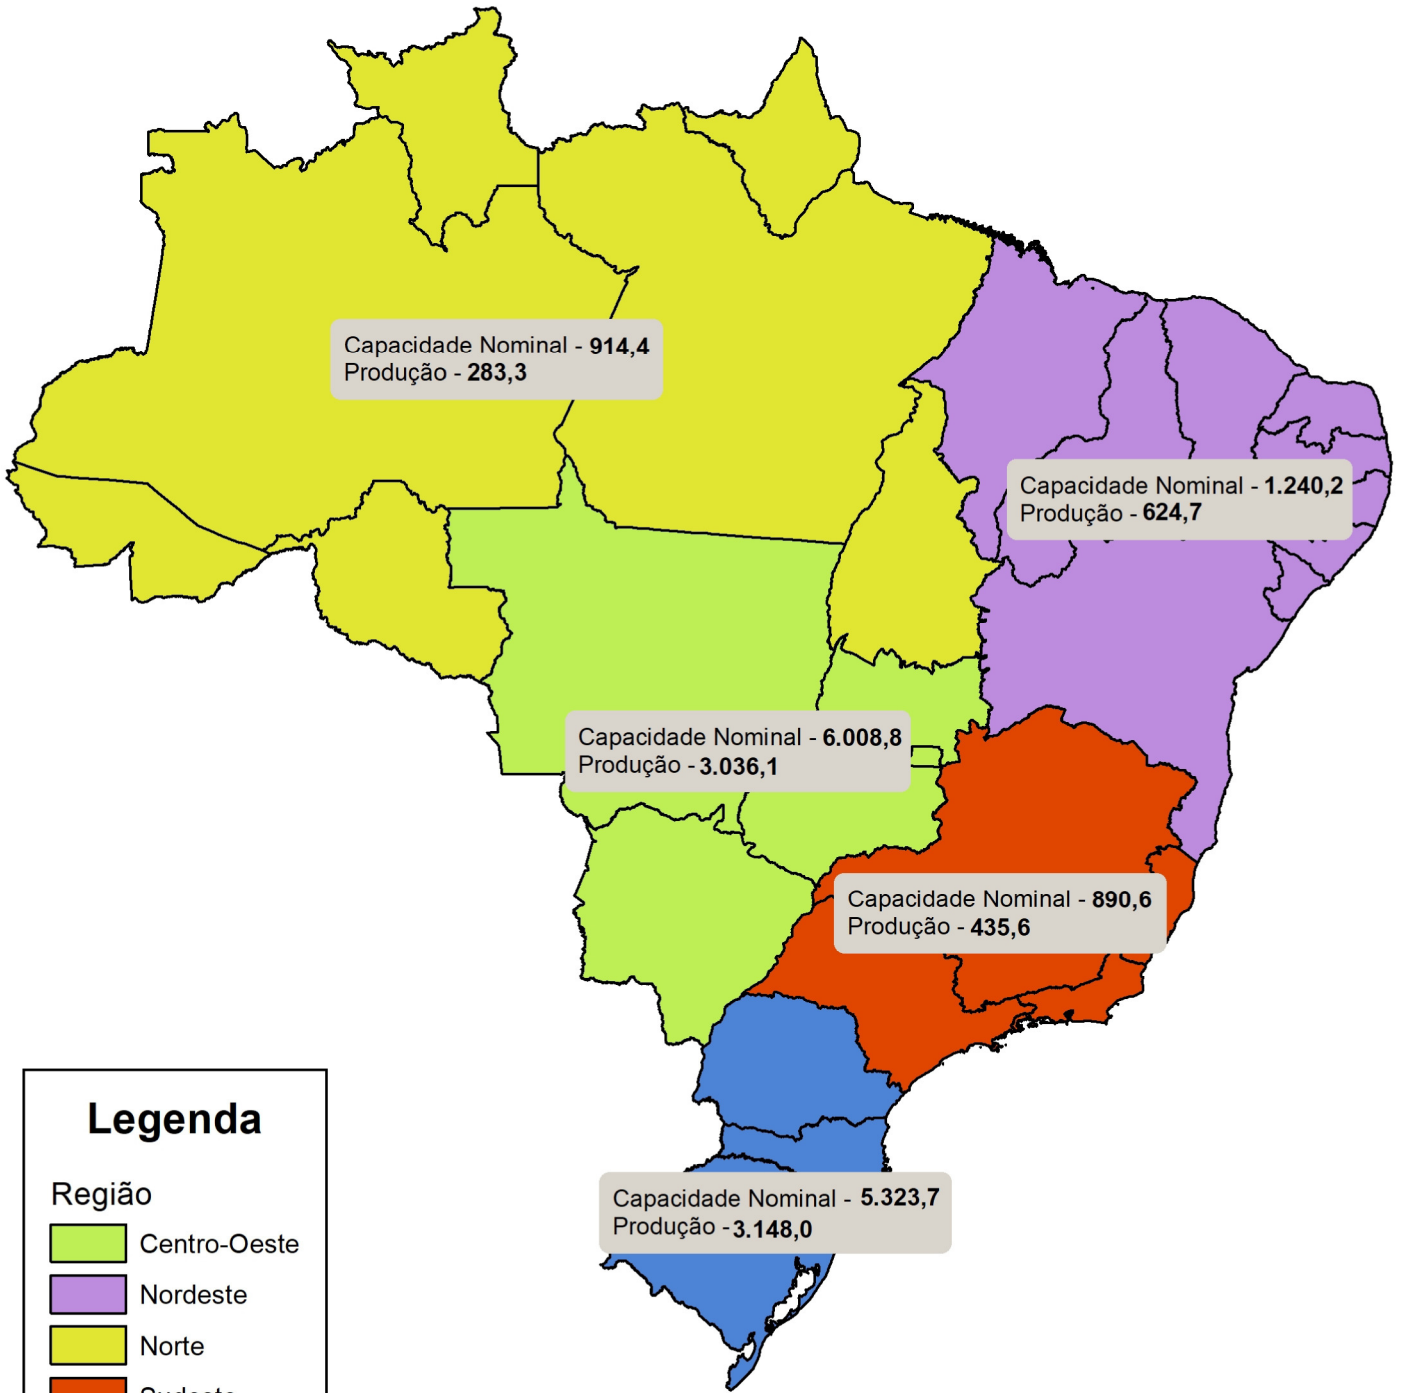 Capacidade Nominal - 914,4
Produção - 283,3
Capacidade Nominal - 1.240,2
Produção - 624,7
Capacidade Nominal - 6.008,8
Produção - 3.036,1
Capacidade Nominal - 890,6
Produção - 435,6
Capacidade Nominal - 5.323,7
Produção - 3.148,0
Legenda
Região
Centro-Oeste
Nordeste
Norte